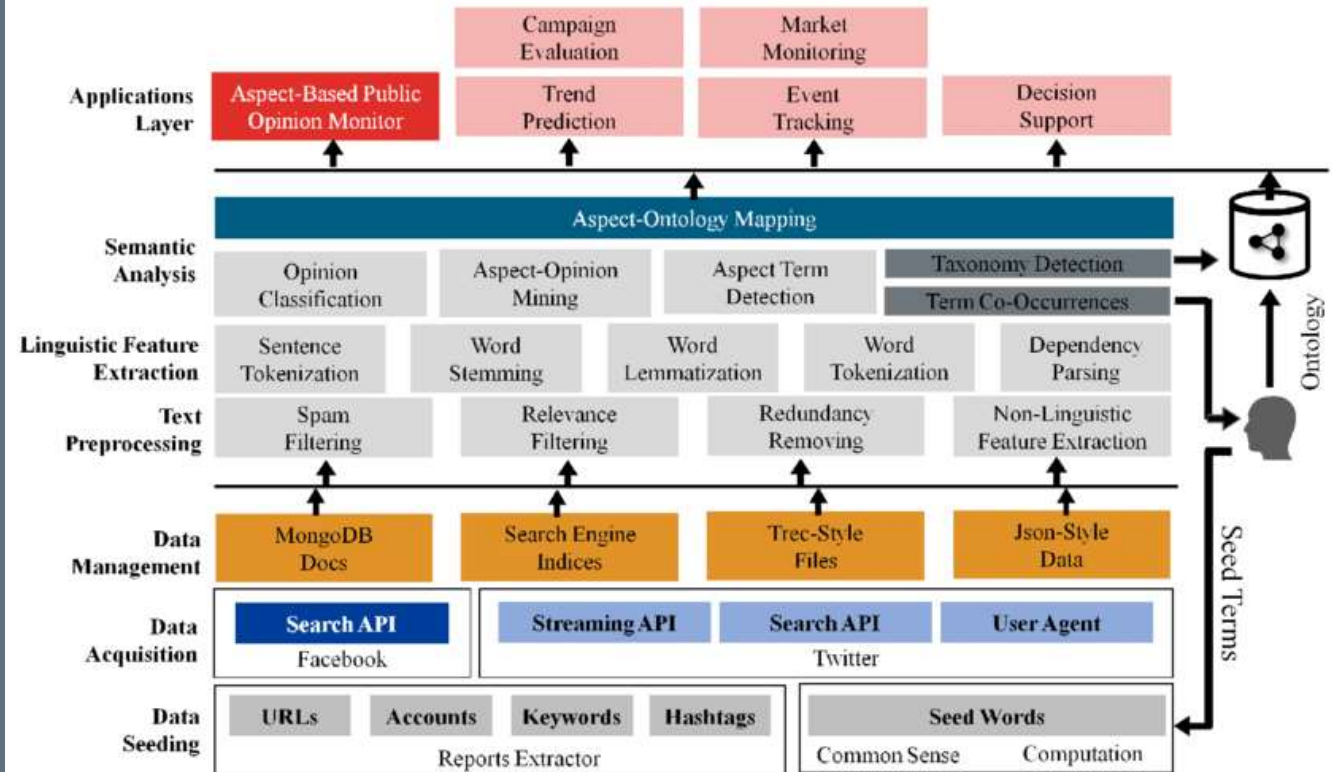 Campaign
Evaluation
Market
Monitoring
Applications
Layer
Aspect-Based Public
Opinion Monitor
Trend
Prediction
Event
Tracking
Decision
Support
Aspect-Ontology Mapping
Semantic
Analysis
Opinion
Classification
Aspect-Opinion
Mining
Aspect Term
Detection
Taxonomy Detection
Term Co-Occurrences
Ontology
Linguistic Feature
Extraction
Sentence
Tokenization
Word
Stemming
Word
Lemmatization
Word
Tokenization
Dependency
Parsing
Text
Preprocessing
Spam
Filtering
Relevance
Filtering
Redundancy
Removing
Non-Linguistic
Feature Extraction
Data
Management
MongoDB
Docs
Search Engine
Indices
Trec-Style
Files
Json-Style
Data
Seed Terms
Data
Acquisition
Search API
Facebook
Streaming API
Search API
User Agent
Twitter
Data
Seeding
URLs
Accounts
Keywords
Hashtags
Reports Extractor
Seed Words
Common Sense
Computation